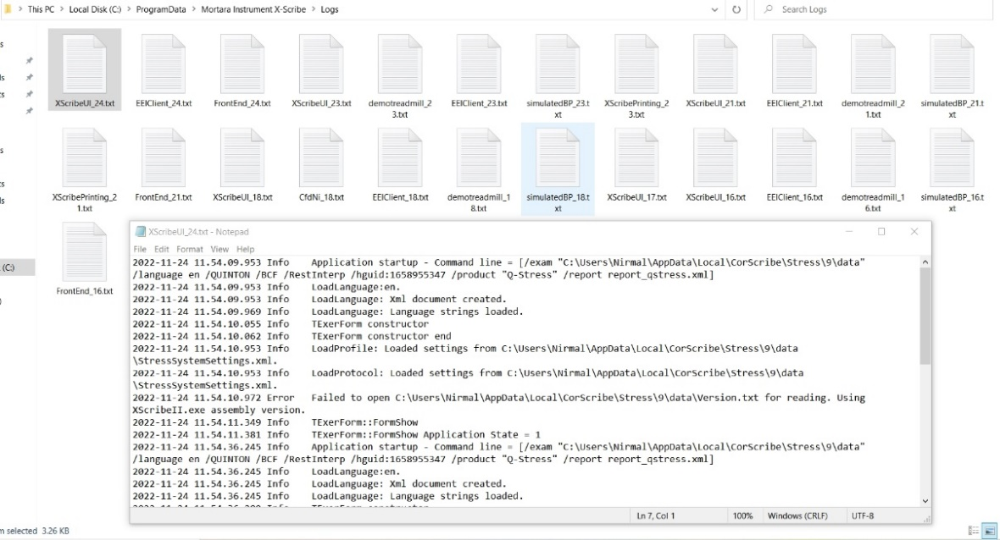 This PC > Local Disk (C:) > ProgramData > Mortara Instrument X-Scribe > Logs
Search Logs
XScribeUI_24.txt
EEIClient_24.txt
FrontEnd_24.txt
XScribeUI_23.txt
demotreadmill_2
3.txt
EEIClient_23.txt
simulatedBP_23.t
xt
XScribePrinting_2
3.txt
XScribeUI_21.txt
EEIClient_21.txt
demotreadmill_2
1.txt
simulatedBP_21.t
xt
XScribePrinting_2
1.txt
FrontEnd_21.txt
XScribeUI_18.txt
CfdNi_18.txt
EEIClient_18.txt
demotreadmill_1
8.txt
simulatedBP_18.t
xt
XScribeUI_17.txt
XScribeUI_16.txt
EEIClient_16.txt
demotreadmill_1
6.txt
simulatedBP_16.t
xt
FrontEnd_16.txt
(C:)
XScribeUI_24.txt - Notepad
File Edit Format View Help
2022-11-24 11.54.09.953 Info Application startup - Command line = [/exam "C:\Users\Nirmal\AppData\Local\CorScribe\Stress\9\data"
/language en /QUINTON /BCF /RestInterp /hguid:1658955347 /product "Q-Stress" /report report_qstress.xml]
2022-11-24 11.54.09.953 Info LoadLanguage:en.
2022-11-24 11.54.09.953 Info LoadLanguage: Xml document created.
2022-11-24 11.54.09.969 Info LoadLanguage: Language strings loaded.
2022-11-24 11.54.10.055 Info TExerForm constructor
2022-11-24 11.54.10.062 Info TExerForm constructor end
2022-11-24 11.54.10.953 Info LoadProfile: Loaded settings from C:\Users\Nirmal\AppData\Local\CorScribe\Stress\9\data
\StressSystemSettings.xml.
2022-11-24 11.54.10.953 Info LoadProtocol: Loaded settings from C:\Users\Nirmal\AppData\Local\CorScribe\Stress\9\data
\StressSystemSettings.xml.
2022-11-24 11.54.10.972 Error Failed to open C:\Users\Nirmal\AppData\Local\CorScribe\Stress\9\data\Version.txt for reading. Using
XScribeII.exe assembly version.
2022-11-24 11.54.11.349 Info TExerForm::FormShow
2022-11-24 11.54.11.381 Info TExerForm::FormShow Application State = 1
2022-11-24 11.54.36.245 Info Application startup - Command line = [/exam "C:\Users\Nirmal\AppData\Local\CorScribe\Stress\9\data"
/language en /QUINTON /BCF /RestInterp /hguid:1658955347 /product "Q-Stress" /report report_qstress.xml]
2022-11-24 11.54.36.245 Info LoadLanguage:en.
2022-11-24 11.54.36.245 Info LoadLanguage: Xml document created.
2022-11-24 11.54.36.245 Info LoadLanguage: Language strings loaded.
Ln 7, Col 1 100% Windows (CRLF) UTF-8
selected 3.26 KB